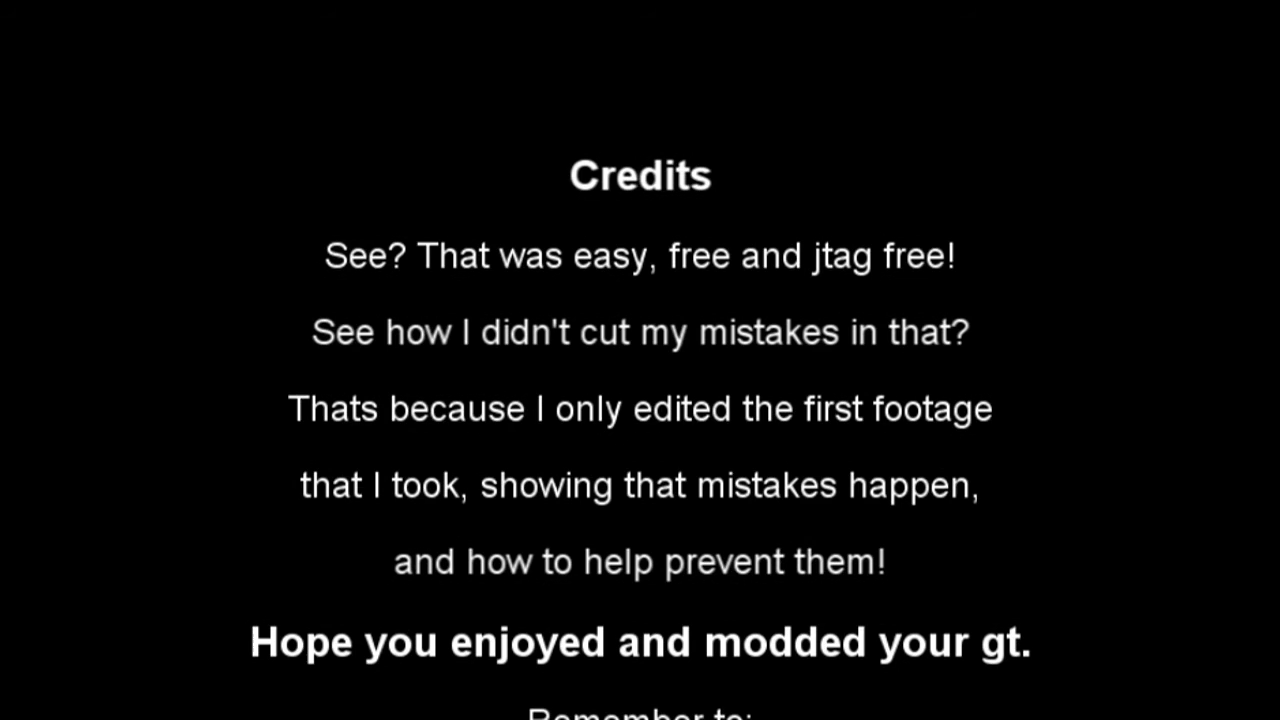 Credits
See? That was easy, free and jtag free!
See how I didn't cut my mistakes in that?
Thats because I only edited the first footage
that I took, showing that mistakes happen,
and how to help prevent them!
Hope you enjoyed and modded your gt.
Remember to: